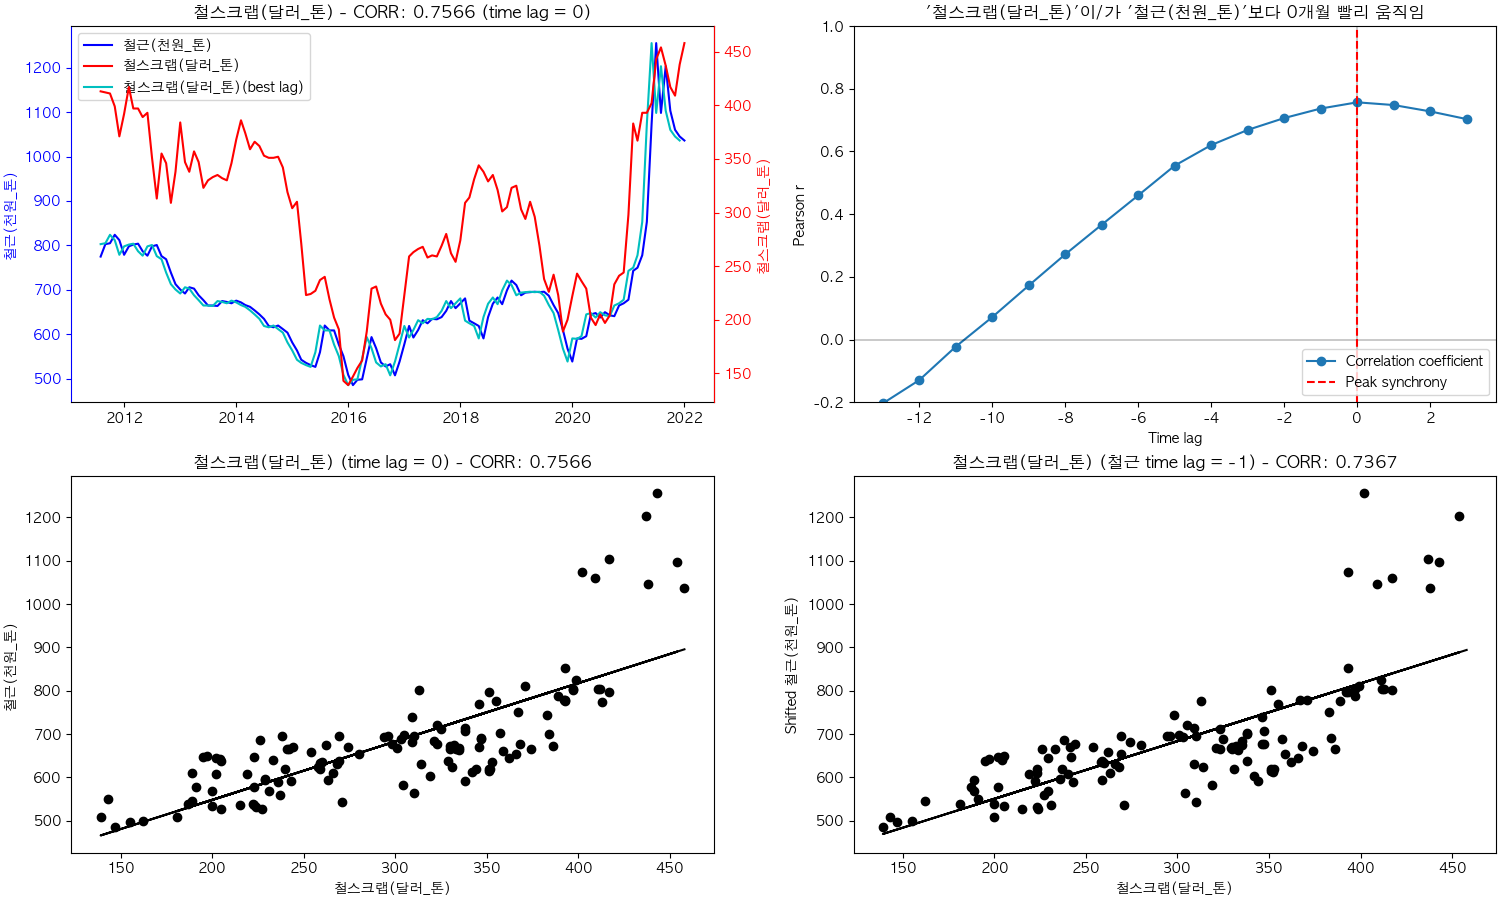 철스크랩(달러_톤) - CORR: 0.7566 (time lag = 0)
철근(천원_톤)
철스크랩(달러_톤)
철스크랩(달러_톤)(best lag)
철근(천원_톤)
1200
1100
1000
900
800
700
600
500
450
400
350
300
250
200
150
철스크랩(달러_톤)
2012 2014 2016 2018 2020 2022
'철스크랩(달러_톤)'이/가 '철근(천원_톤)'보다 0개월 빨리 움직임
Pearson r
1.0
0.8
0.6
0.4
0.2
0.0
-0.2
Correlation coefficient
Peak synchrony
-12 -10 -8 -6 -4 -2 0 2
Time lag
철스크랩(달러_톤) (time lag = 0) - CORR: 0.7566
철근(천원_톤)
1200
1100
1000
900
800
700
600
500
150 200 250 300 350 400 450
철스크랩(달러_톤)
철스크랩(달러_톤) (철근 time lag = -1) - CORR: 0.7367
Shifted 철근(천원_톤)
1200
1100
1000
900
800
700
600
500
150 200 250 300 350 400 450
철스크랩(달러_톤)